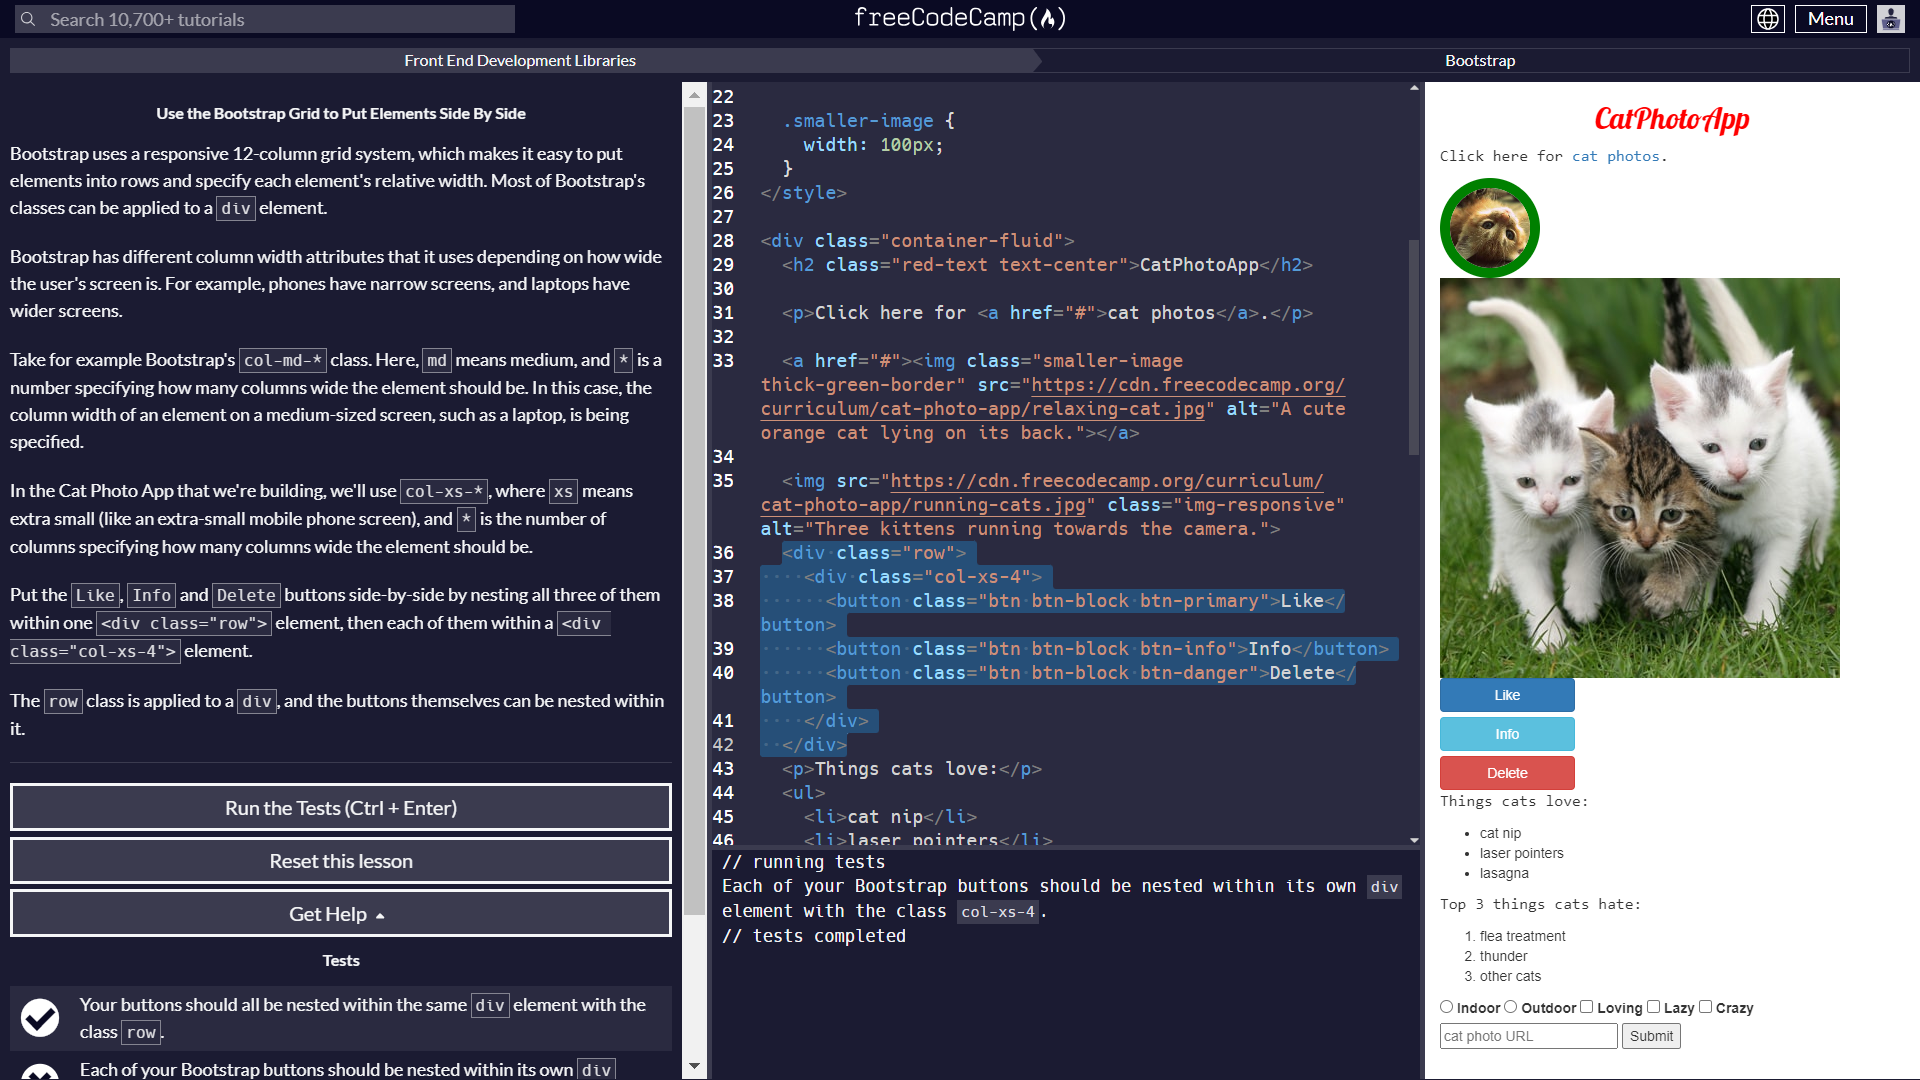 Search 10,700+ tutorials
freeCodeCamp
Menu
Front End Development Libraries
Bootstrap
Use the Bootstrap Grid to Put Elements Side By Side
Bootstrap uses a responsive 12-column grid system, which makes it easy to put
elements into rows and specify each element's relative width. Most of Bootstrap's
classes can be applied to a div element.
Bootstrap has different column width attributes that it uses depending on how wide
the user's screen is. For example, phones have narrow screens, and laptops have
wider screens.
Take for example Bootstrap's col-md-* class. Here, md means medium, and * is a
number specifying how many columns wide the element should be. In this case, the
column width of an element on a medium-sized screen, such as a laptop, is being
specified.
In the Cat Photo App that we're building, we'll use col-xs-*, where xs means
extra small (like an extra-small mobile phone screen), and * is the number of
columns specifying how many columns wide the element should be.
Put the Like, Info and Delete buttons side-by-side by nesting all three of them
within one <div class="row"> element, then each of them within a <div
class="col-xs-4"> element.
The row class is applied to a div, and the buttons themselves can be nested within
it.
Run the Tests (Ctrl + Enter)
Reset this lesson
Get Help
Tests
Your buttons should all be nested within the same div element with the
class row.
Each of your Bootstrap buttons should be nested within its own div
22
23 .smaller-image {
24 width: 100px;
25 }
26 </style>
27
28 <div class="container-fluid">
29 <h2 class="red-text text-center">CatPhotoApp</h2>
30
31 <p>Click here for <a href="#">cat photos</a>.</p>
32
33 <a href="#"><img class="smaller-image
thick-green-border" src="https://cdn.freecodecamp.org/
curriculum/cat-photo-app/relaxing-cat.jpg" alt="A cute
orange cat lying on its back."></a>
34
35 <img src="https://cdn.freecodecamp.org/curriculum/
cat-photo-app/running-cats.jpg" class="img-responsive"
alt="Three kittens running towards the camera.">
36 <div class="row">
37 <div class="col-xs-4">
38 <button class="btn btn-block btn-primary">Like</
button>
39 <button class="btn btn-block btn-info">Info</button>
40 <button class="btn btn-block btn-danger">Delete</
button>
41 </div>
42 </div>
43 <p>Things cats love:</p>
44 <ul>
45 <li>cat nip</li>
46 <li>laser pointers</li>
// running tests
Each of your Bootstrap buttons should be nested within its own div
element with the class col-xs-4.
// tests completed
CatPhotoApp
Click here for cat photos.
Like
Info
Delete
Things cats love:
• cat nip
• laser pointers
• lasagna
Top 3 things cats hate:
1. flea treatment
2. thunder
3. other cats
Indoor Outdoor Loving Lazy Crazy
cat photo URL Submit